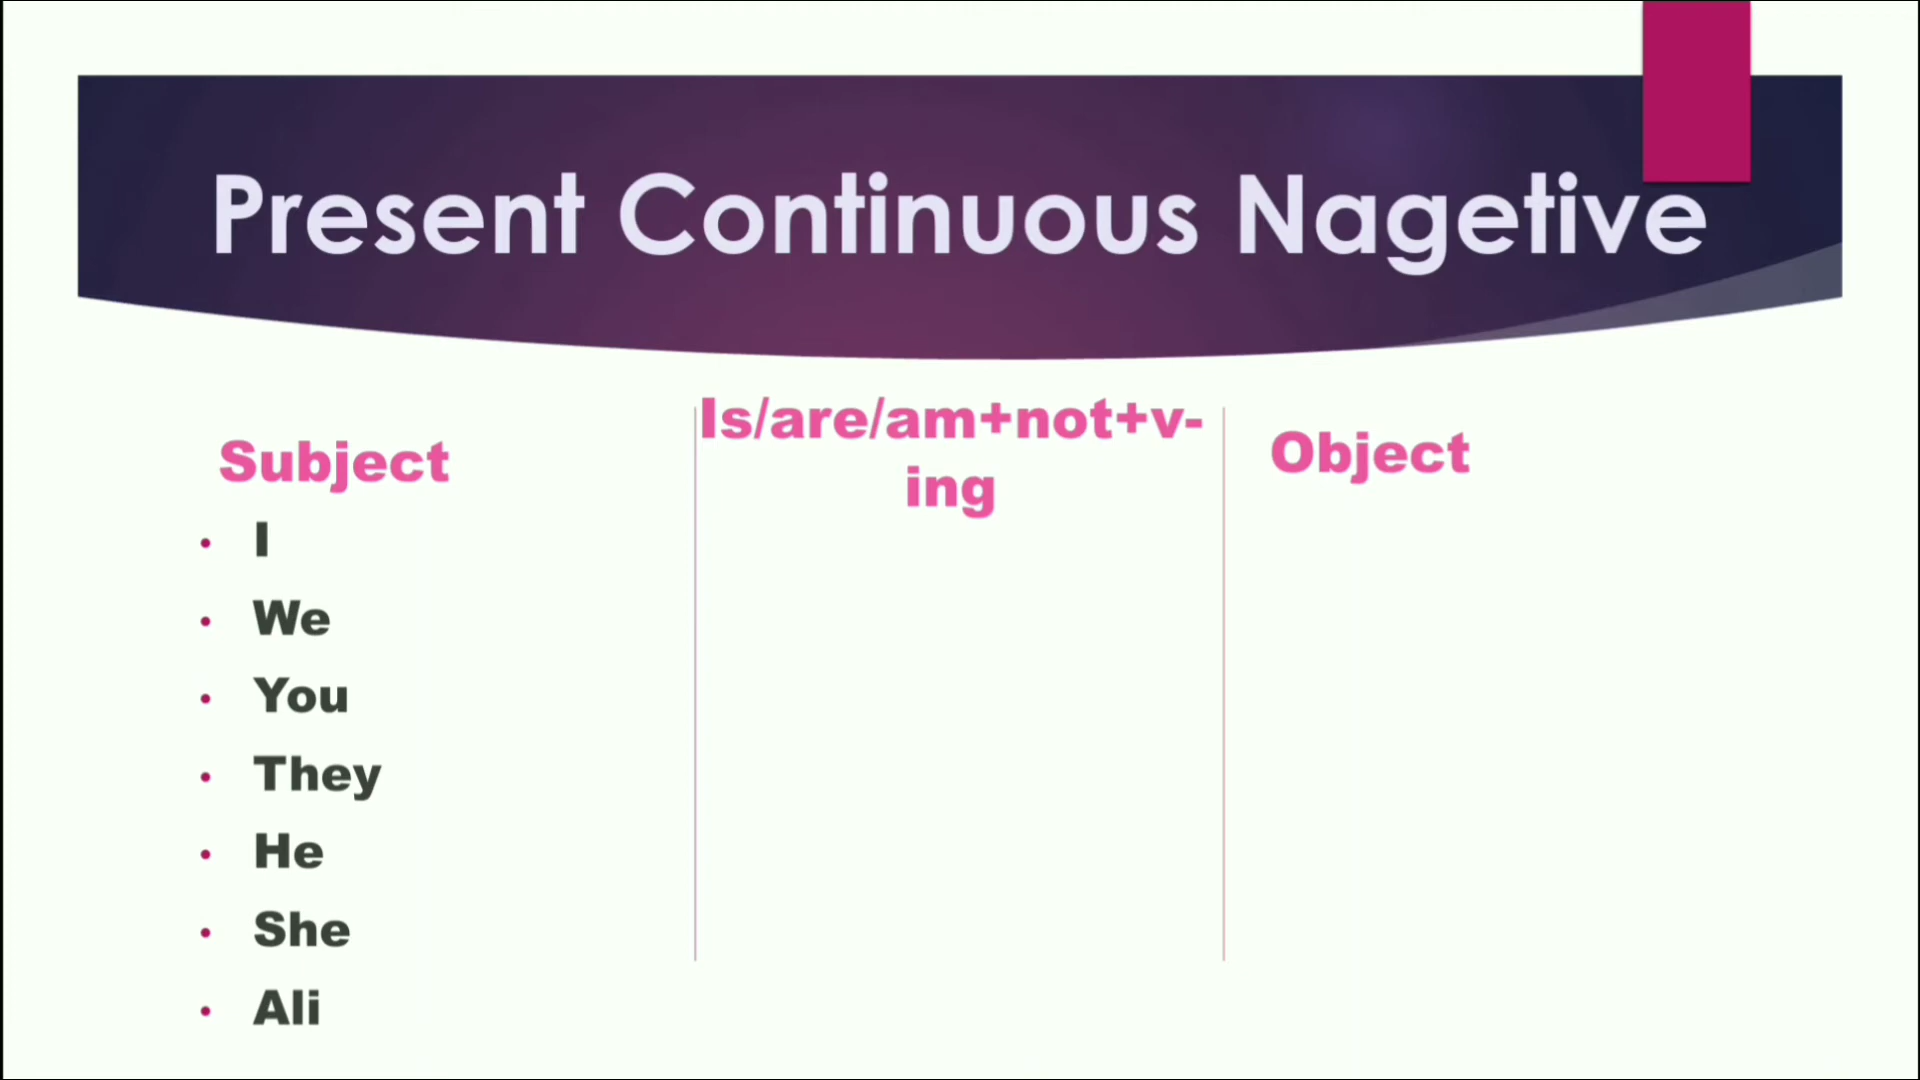 Present Continuous Nagetive
Subject
Is/are/am+not+v-
ing
Object
• I
• We
• You
• They
• He
• She
• Ali